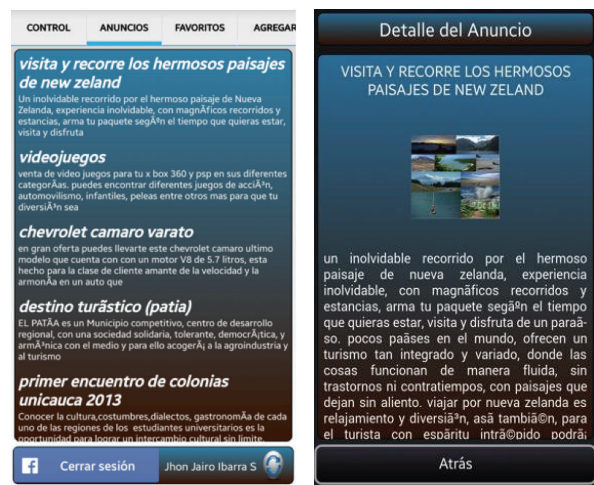 CONTROL ANUNCIOS FAVORITOS AGREGAR
visita y recorre los hermosos paisajes
de new zeland
Un inolvidable recorrido por el hermoso paisaje de Nueva
Zelanda, experiencia inolvidable, con magnÃficos recorridos y
estancias, arma tu paquete segÃºn el tiempo que quieras estar,
visita y disfruta
videojuegos
venta de video juegos para tu x box 360 y psp en sus diferentes
categorÃas. puedes encontrar diferentes juegos de acciÃ³n,
automovilismo, infantiles, peleas entre otros mas para que tu
diversiÃ³n sea
chevrolet camaro varato
en gran oferta puedes llevarte este chevrolet camaro ultimo
modelo que cuenta con con un motor V8 de 5.7 litros, esta
hecho para la clase de cliente amante de la velocidad y la
armonÃa en un auto que
destino turãstico (patia)
EL PATÃA es un Municipio competitivo, centro de desarrollo
regional, con una sociedad solidaria, tolerante, democrÃ¡tica, y
armÃ³nica con el medio y para ello acogerÃ¡ a la agroindustria y
al turismo
primer encuentro de colonias
unicauca 2013
Conocer la cultura,costumbres,dialectos, gastronomÃa de cada
uno de las regiones de los estudiantes universitarios es la
oportunidad para lograr un intercambio cultural sin limite.
f Cerrar sesión Jhon Jairo Ibarra S
Detalle del Anuncio
VISITA Y RECORRE LOS HERMOSOS
PAISAJES DE NEW ZELAND
un inolvidable recorrido por el hermoso
paisaje de nueva zelanda, experiencia
inolvidable, con magnãficos recorridos y
estancias, arma tu paquete segãºn el tiempo
que quieras estar, visita y disfruta de un paraã-
so. pocos paãses en el mundo, ofrecen un
turismo tan integrado y variado, donde las
cosas funcionan de manera fluida, sin
trastornos ni contratiempos, con paisajes que
dejan sin aliento. viajar por nueva zelanda es
relajamiento y diversiã³n, asã tambiã©n, para
el turista con espãritu intrã©pido podrã¡
Atrás